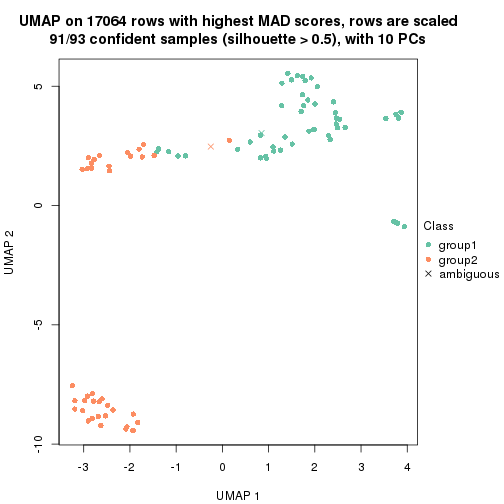 UMAP on 17064 rows with highest MAD scores, rows are scaled
91/93 confident samples (silhouette > 0.5), with 10 PCs
UMAP 2
5
0
-5
-10
-3
-2
-1
0
1
2
3
4
UMAP 1
Class
group1
group2
ambiguous